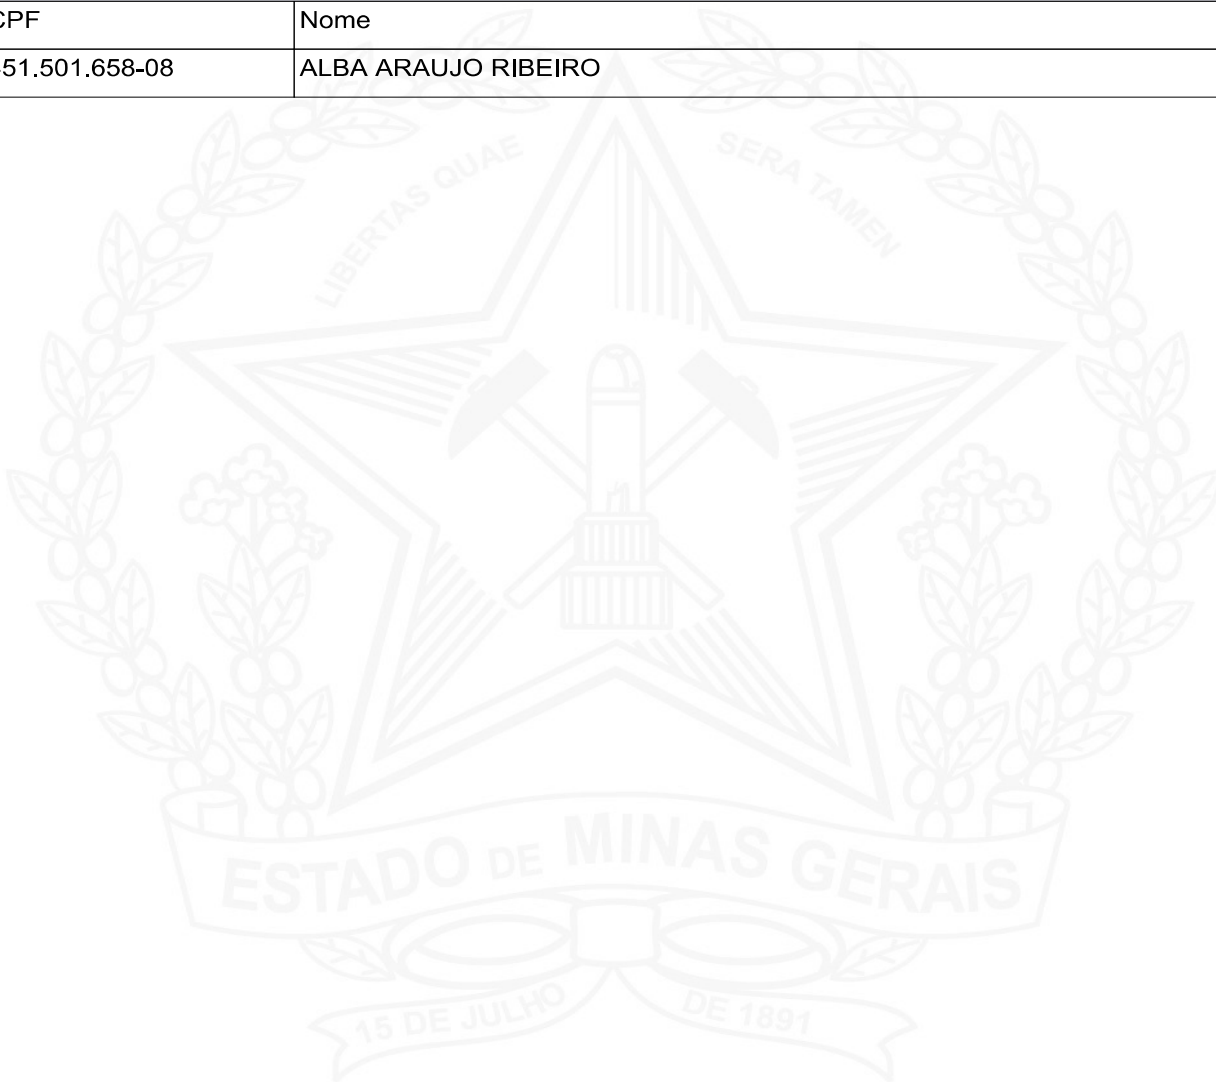 CPF Nome
51.501.658-08 ALBA ARAUJO RIBEIRO
LIBERTAS QUAE SERA TAMEN
ESTADO DE MINAS GERAIS
15 DE JULHO DE 1891